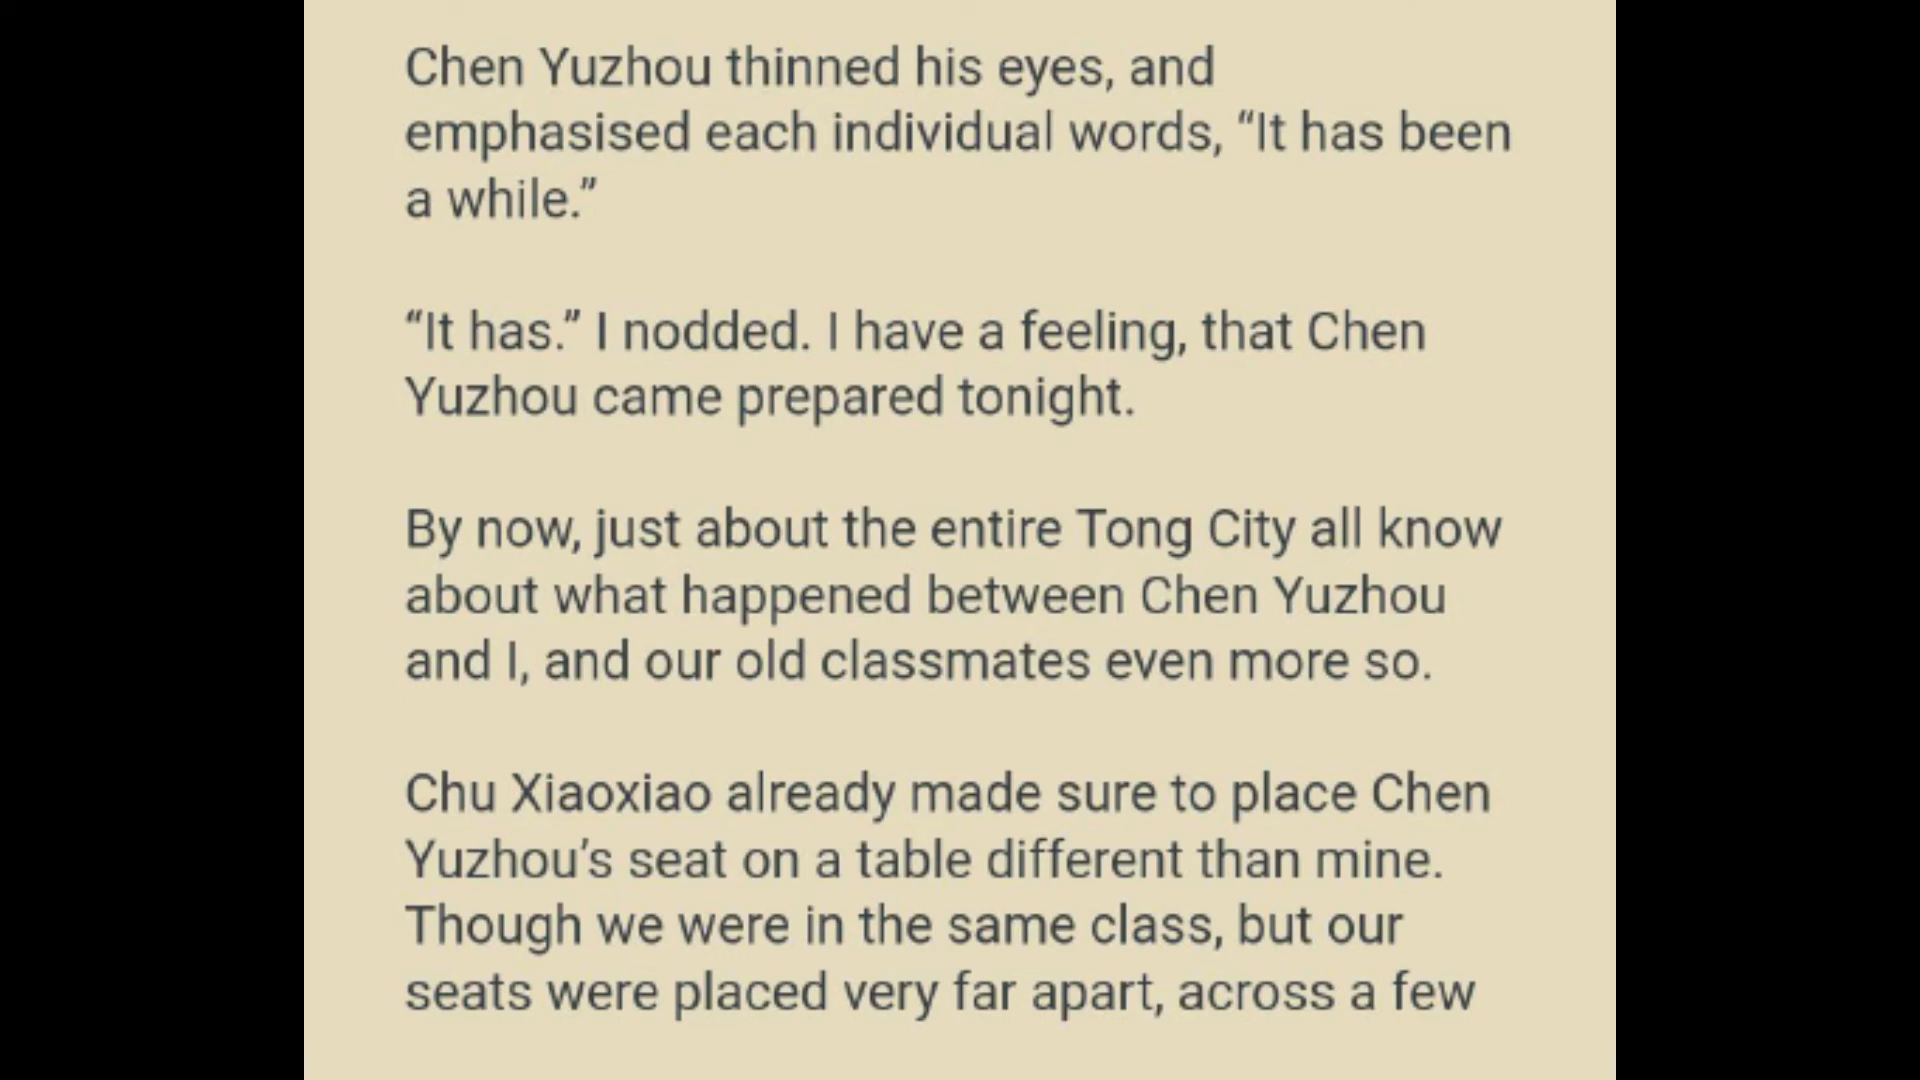 Chen Yuzhou thinned his eyes, and
emphasised each individual words, “It has been
a while.”
“It has.” I nodded. I have a feeling, that Chen
Yuzhou came prepared tonight.
By now, just about the entire Tong City all know
about what happened between Chen Yuzhou
and I, and our old classmates even more so.
Chu Xiaoxiao already made sure to place Chen
Yuzhou’s seat on a table different than mine.
Though we were in the same class, but our
seats were placed very far apart, across a few